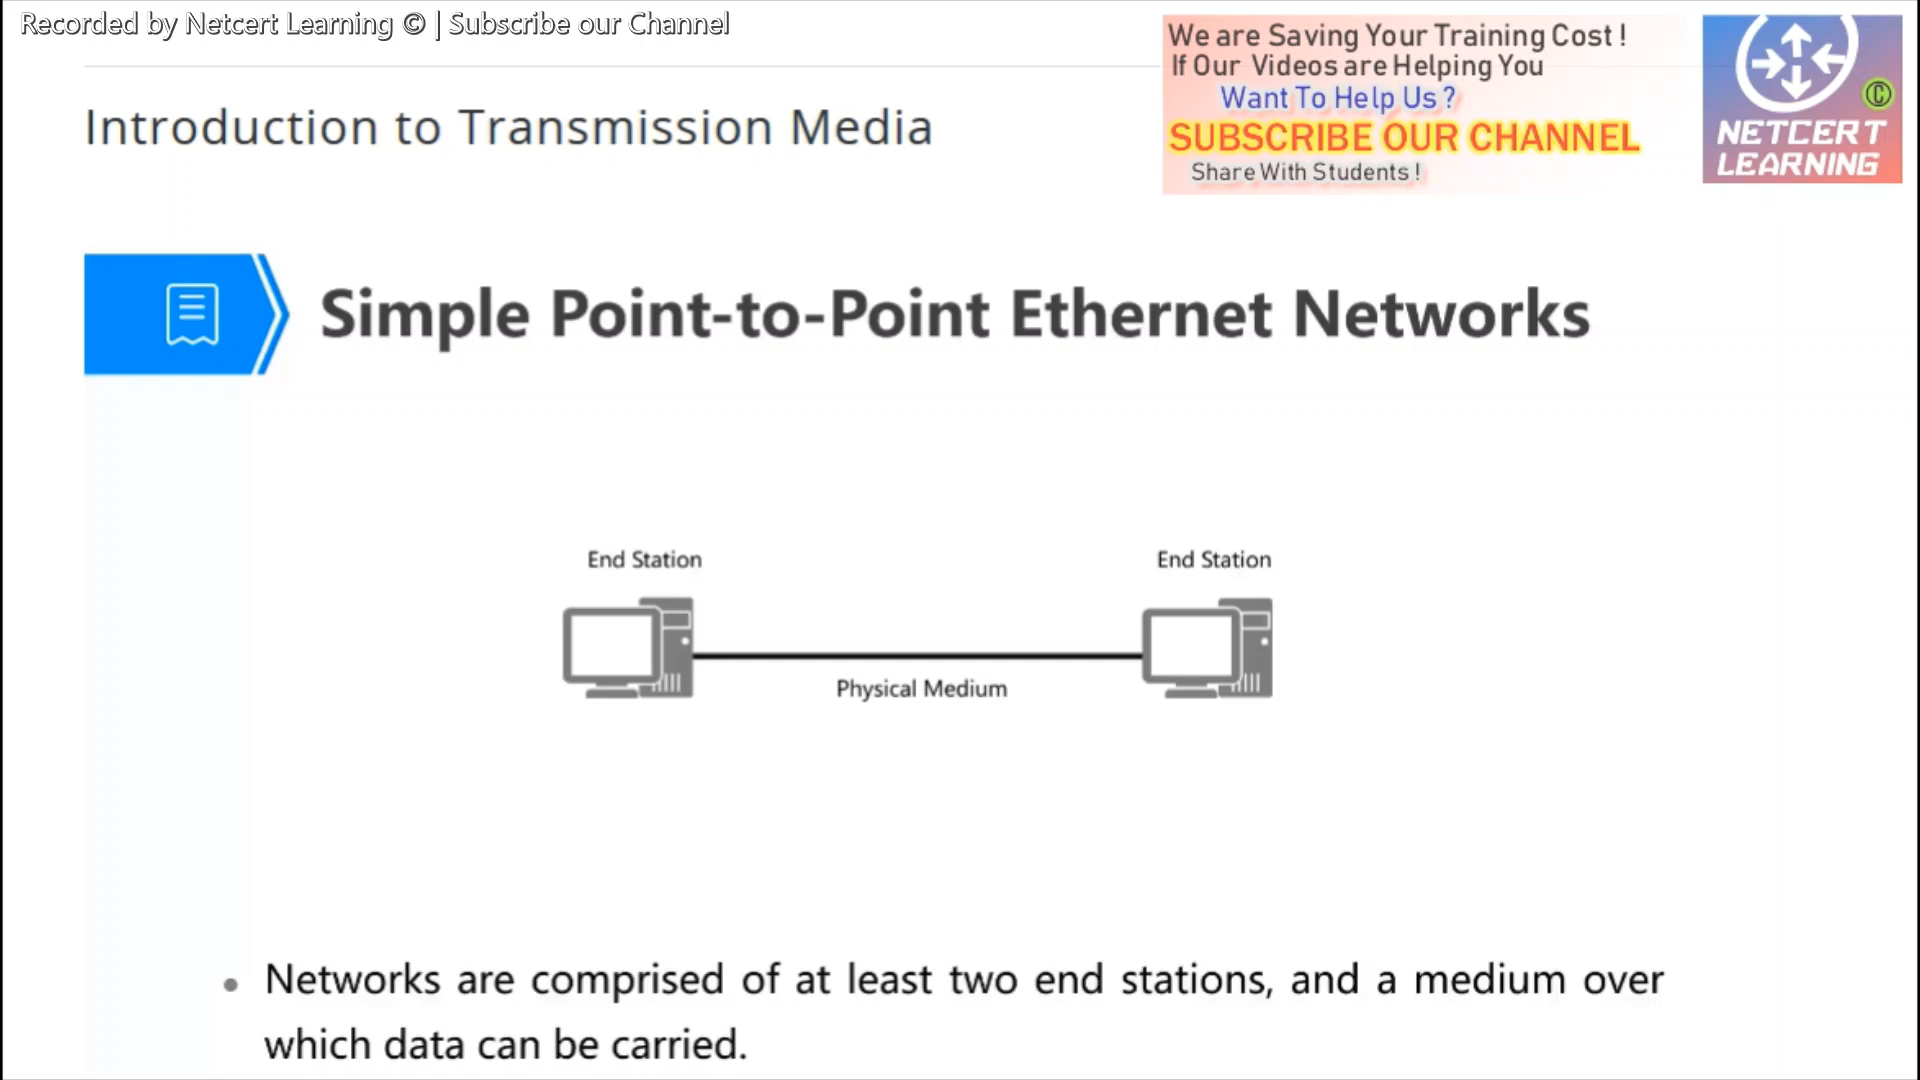 Recorded by Netcert Learning © | Subscribe our Channel
We are Saving Your Training Cost !
If Our Videos are Helping You
Want To Help Us ?
SUBSCRIBE OUR CHANNEL
Share With Students !
©
NETCERT
LEARNING
Introduction to Transmission Media
Simple Point-to-Point Ethernet Networks
End Station
End Station
Physical Medium
• Networks are comprised of at least two end stations, and a medium over
which data can be carried.